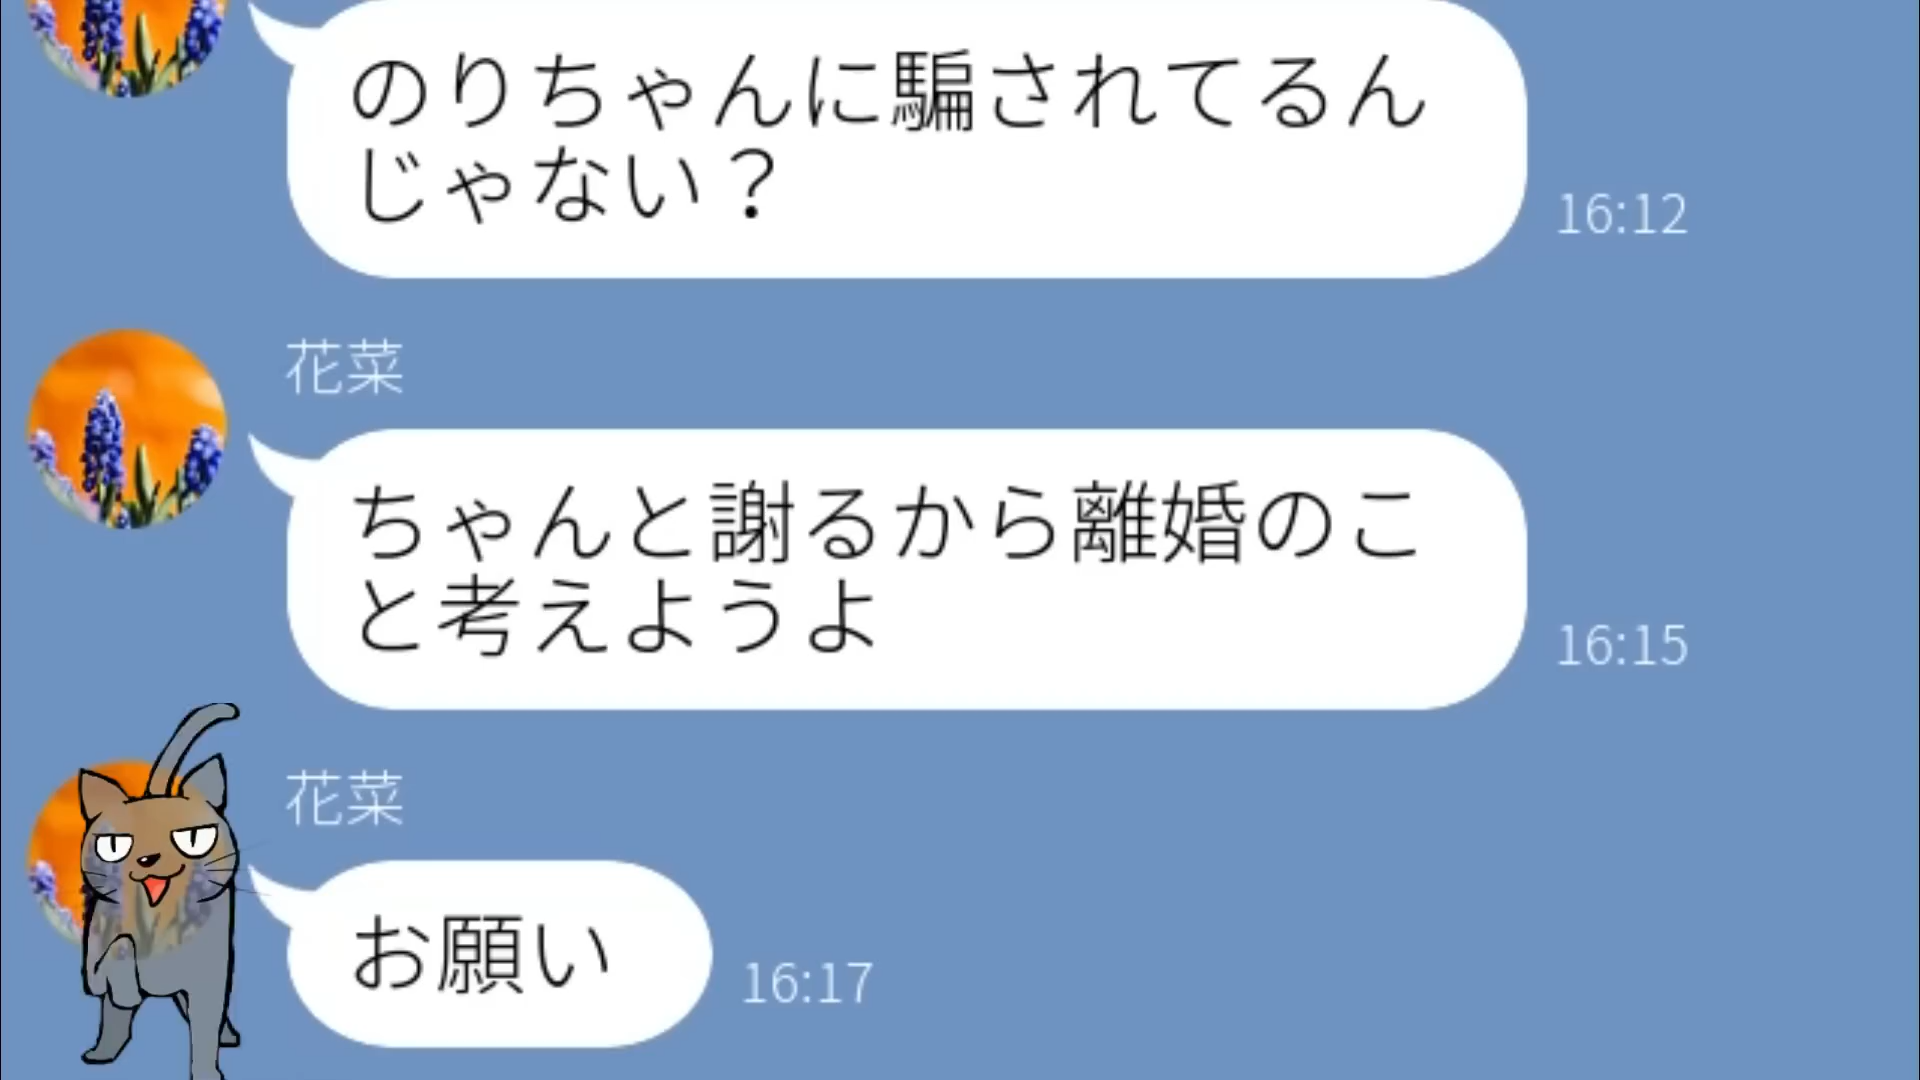 のりちゃんに騙されてるん
じゃない？
16:12
花菜
ちゃんと謝るから離婚のこ
と考えようよ
16:15
花菜
お願い
16:17